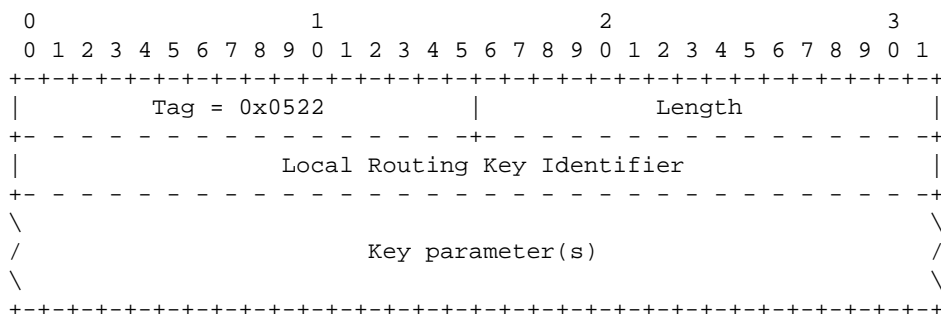 0                   1                   2                   3
0 1 2 3 4 5 6 7 8 9 0 1 2 3 4 5 6 7 8 9 0 1 2 3 4 5 6 7 8 9 0 1
+-+-+-+-+-+-+-+-+-+-+-+-+-+-+-+-+-+-+-+-+-+-+-+-+-+-+-+-+-+-+-+-+
|         Tag = 0x0522          |            Length             |
+- - - - - - - - - - - - - - - -+- - - - - - - - - - - - - - - -+
|                  Local Routing Key Identifier                 |
+- - - - - - - - - - - - - - - - - - - - - - - - - - - - - - - -+
\                                                               \
/                        Key parameter(s)                       /
\                                                               \
+-+-+-+-+-+-+-+-+-+-+-+-+-+-+-+-+-+-+-+-+-+-+-+-+-+-+-+-+-+-+-+-+